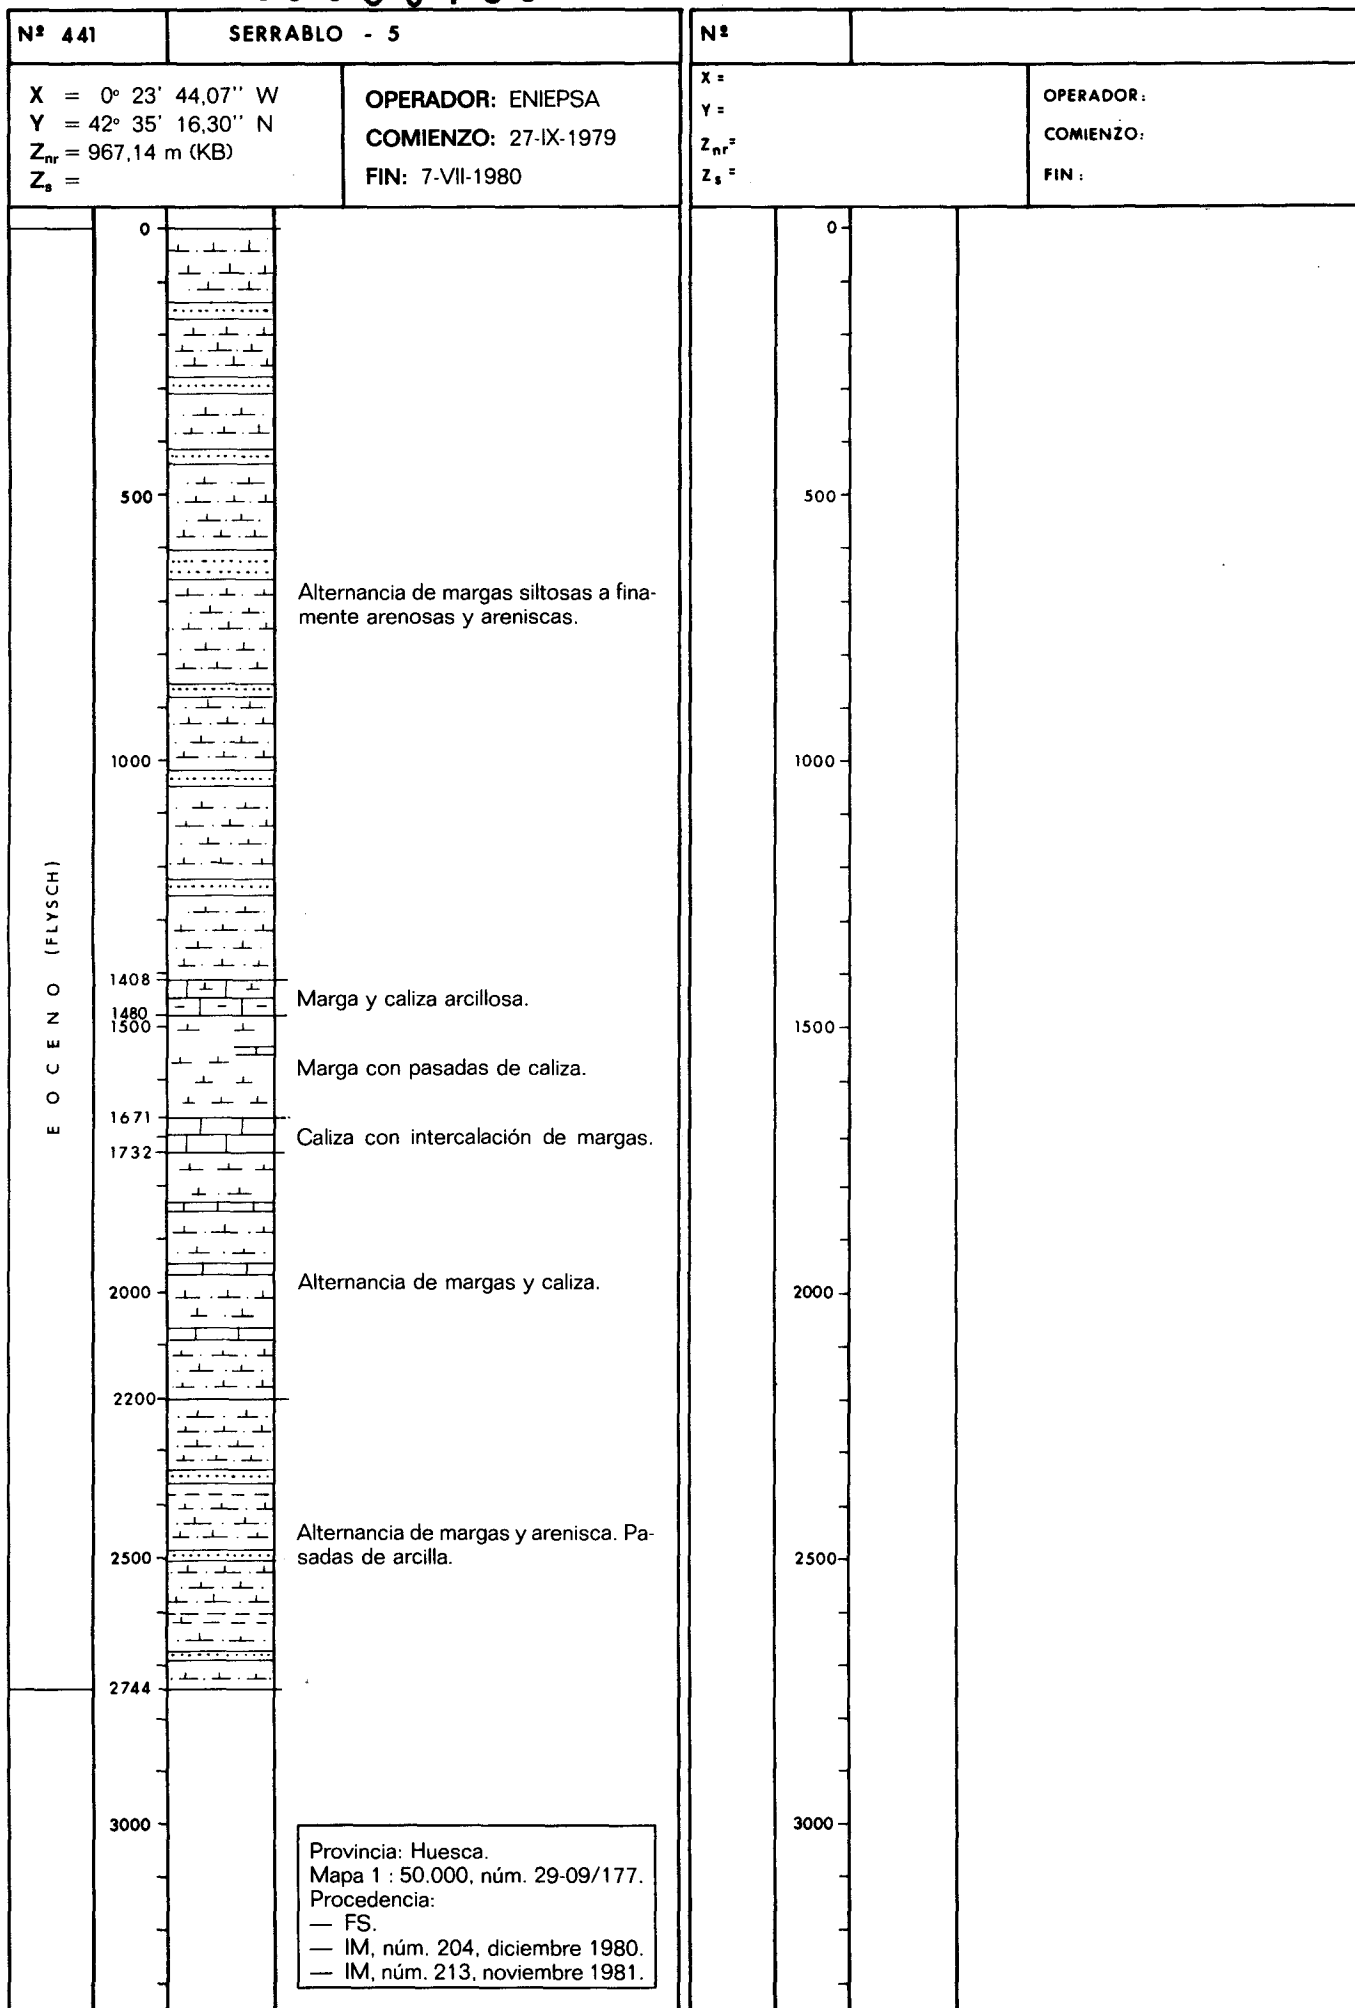 Nº 441
SERRABLO - 5
X = 0° 23' 44,07'' W
Y = 42° 35' 16,30'' N
Znr = 967,14 m (KB)
Zs =
OPERADOR: ENIEPSA
COMIENZO: 27-IX-1979
FIN: 7-VII-1980
EOCENO (FLYSCH)
0
500
1000
1408
1480
1500
1671
1732
2000
2200
2500
2744
3000
Alternancia de margas siltosas a fina-
mente arenosas y areniscas.
Marga y caliza arcillosa.
Marga con pasadas de caliza.
Caliza con intercalación de margas.
Alternancia de margas y caliza.
Alternancia de margas y arenisca. Pa-
sadas de arcilla.
Provincia: Huesca.
Mapa 1 : 50.000, núm. 29-09/177.
Procedencia:
— FS.
— IM, núm. 204, diciembre 1980.
— IM, núm. 213, noviembre 1981.
Nº
X =
Y =
Znr=
Zs =
OPERADOR:
COMIENZO:
FIN :
0
500
1000
1500
2000
2500
3000